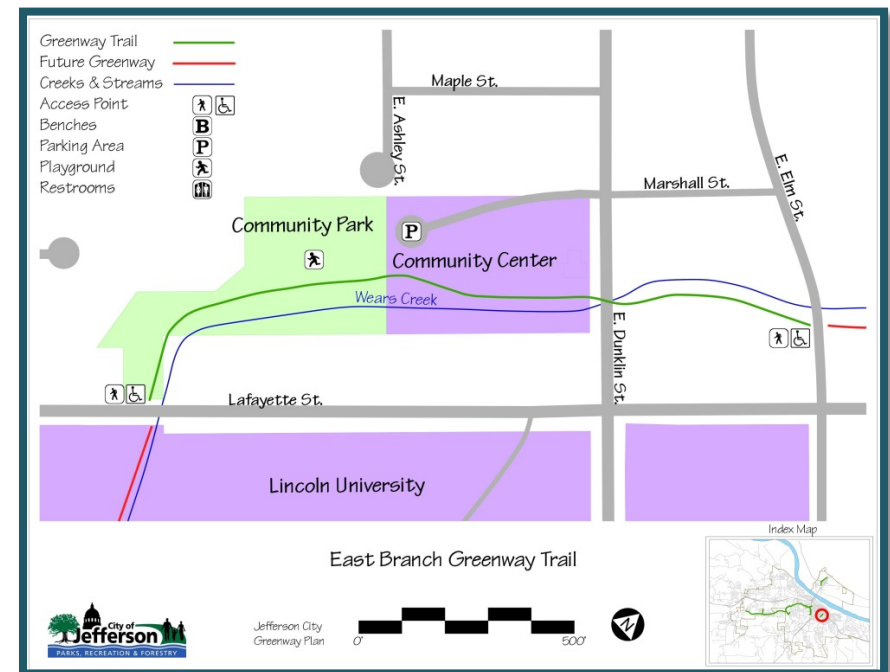 Greenway Trail
Future Greenway
Creeks & Streams
Access Point
Benches
B
Parking Area
P
Playground
Restrooms
Maple St.
E. Ashley St.
Marshall St.
E. Elm St.
Community Park
P
Community Center
Wears Creek
E. Dunklin St.
Lafayette St.
Lincoln University
Index Map
East Branch Greenway Trail
City of
Jefferson
PARKS, RECREATION & FORESTRY
Jefferson City
Greenway Plan
0'
500'
N